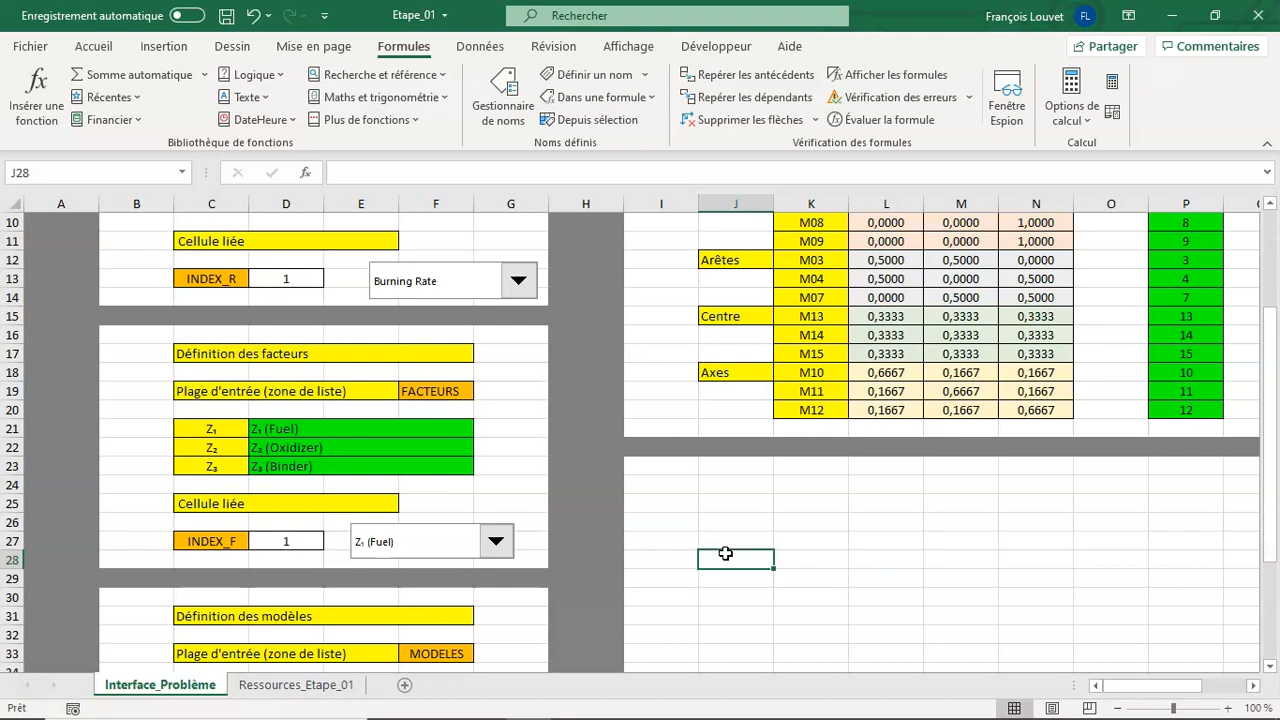 Enregistrement automatique
Etape_01
Rechercher
François Louvet
FL
Fichier Accueil Insertion Dessin Mise en page Formules Données Révision Affichage Développeur Aide
Partager
Commentaires
Insérer une
fonction
Somme automatique
Récentes
Financier
Logique
Texte
DateHeure
Recherche et référence
Maths et trigonométrie
Plus de fonctions
Bibliothèque de fonctions
Gestionnaire
de noms
Définir un nom
Dans une formule
Depuis sélection
Noms définis
Repérer les antécédents
Repérer les dépendants
Supprimer les flèches
Afficher les formules
Vérification des erreurs
Évaluer la formule
Vérification des formules
Fenêtre
Espion
Options de
calcul
Calcul
J28
fx
A B C D E F G H I J K L M N O P
10 M08 0,0000 0,0000 1,0000 8
11 Cellule liée M09 0,0000 0,0000 1,0000 9
12 Arêtes M03 0,5000 0,5000 0,0000 3
13 INDEX_R 1 Burning Rate M04 0,5000 0,0000 0,5000 4
14 M07 0,0000 0,5000 0,5000 7
15 Centre M13 0,3333 0,3333 0,3333 13
16 M14 0,3333 0,3333 0,3333 14
17 Définition des facteurs M15 0,3333 0,3333 0,3333 15
18 Axes M10 0,6667 0,1667 0,1667 10
19 Plage d'entrée (zone de liste) FACTEURS M11 0,1667 0,6667 0,1667 11
20 M12 0,1667 0,1667 0,6667 12
21 Z₁ Z₁ (Fuel)
22 Z₂ Z₂ (Oxidizer)
23 Z₃ Z₃ (Binder)
24
25 Cellule liée
26
27 INDEX_F 1 Z₁ (Fuel)
28
29
30
31 Définition des modèles
32
33 Plage d'entrée (zone de liste) MODELES
Interface_Problème Ressources_Etape_01
Prêt
100 %